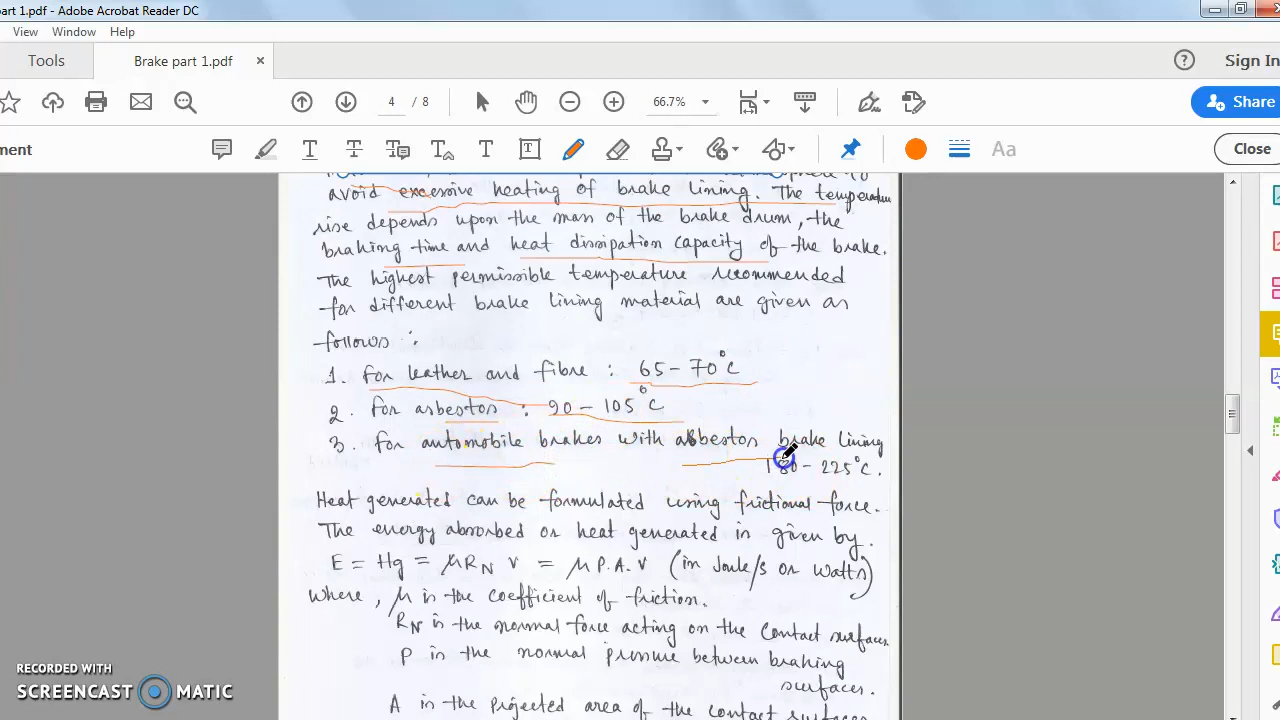 part 1.pdf - Adobe Acrobat Reader DC
View Window Help
Tools Brake part 1.pdf × ? Sign In
4 / 8 66.7% Share
ment Aa Close
avoid excessive heating of brake lining. The temperature
rise depends upon the mass of the brake drum, the
braking time and heat dissipation capacity of the brake.
The highest permissible temperature recommended
for different brake lining material are given as
follows :
1. For leather and fibre : 65 - 70°C
2. For asbestos : 90 - 105°C
3. For automobile brakes with asbestos brake lining
180 - 225°C.
Heat generated can be formulated using frictional force.
The energy absorbed or heat generated is given by.
E = Hg = μ RN v = μ P.A.v (in Joule/s or Watts)
where, μ is the coefficient of friction.
RN is the normal force acting on the contact surfaces
P is the normal pressure between braking
surfaces.
A is the projected area of the contact surfaces
RECORDED WITH
SCREENCAST MATIC